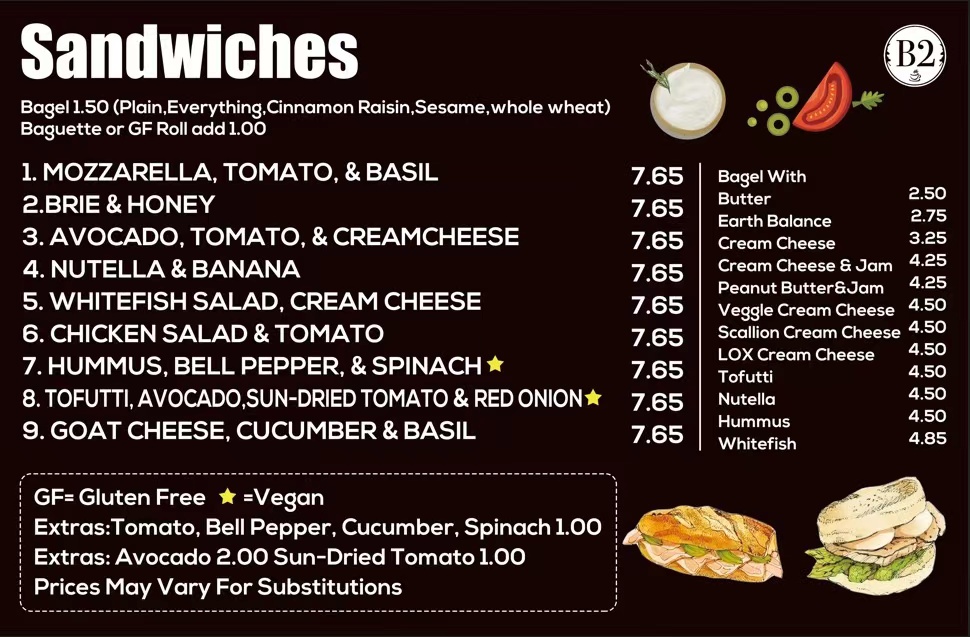 Sandwiches
B2
Bagel 1.50 (Plain,Everything,Cinnamon Raisin,Sesame,whole wheat)
Baguette or GF Roll add 1.00
1. MOZZARELLA, TOMATO, & BASIL 7.65
2.BRIE & HONEY 7.65
3. AVOCADO, TOMATO, & CREAMCHEESE 7.65
4. NUTELLA & BANANA 7.65
5. WHITEFISH SALAD, CREAM CHEESE 7.65
6. CHICKEN SALAD & TOMATO 7.65
7. HUMMUS, BELL PEPPER, & SPINACH 7.65
8. TOFUTTI, AVOCADO,SUN-DRIED TOMATO & RED ONION 7.65
9. GOAT CHEESE, CUCUMBER & BASIL 7.65
Bagel With
Butter 2.50
Earth Balance 2.75
Cream Cheese 3.25
Cream Cheese & Jam 4.25
Peanut Butter&Jam 4.25
Veggle Cream Cheese 4.50
Scallion Cream Cheese 4.50
LOX Cream Cheese 4.50
Tofutti 4.50
Nutella 4.50
Hummus 4.50
Whitefish 4.85
GF= Gluten Free ★ =Vegan
Extras:Tomato, Bell Pepper, Cucumber, Spinach 1.00
Extras: Avocado 2.00 Sun-Dried Tomato 1.00
Prices May Vary For Substitutions